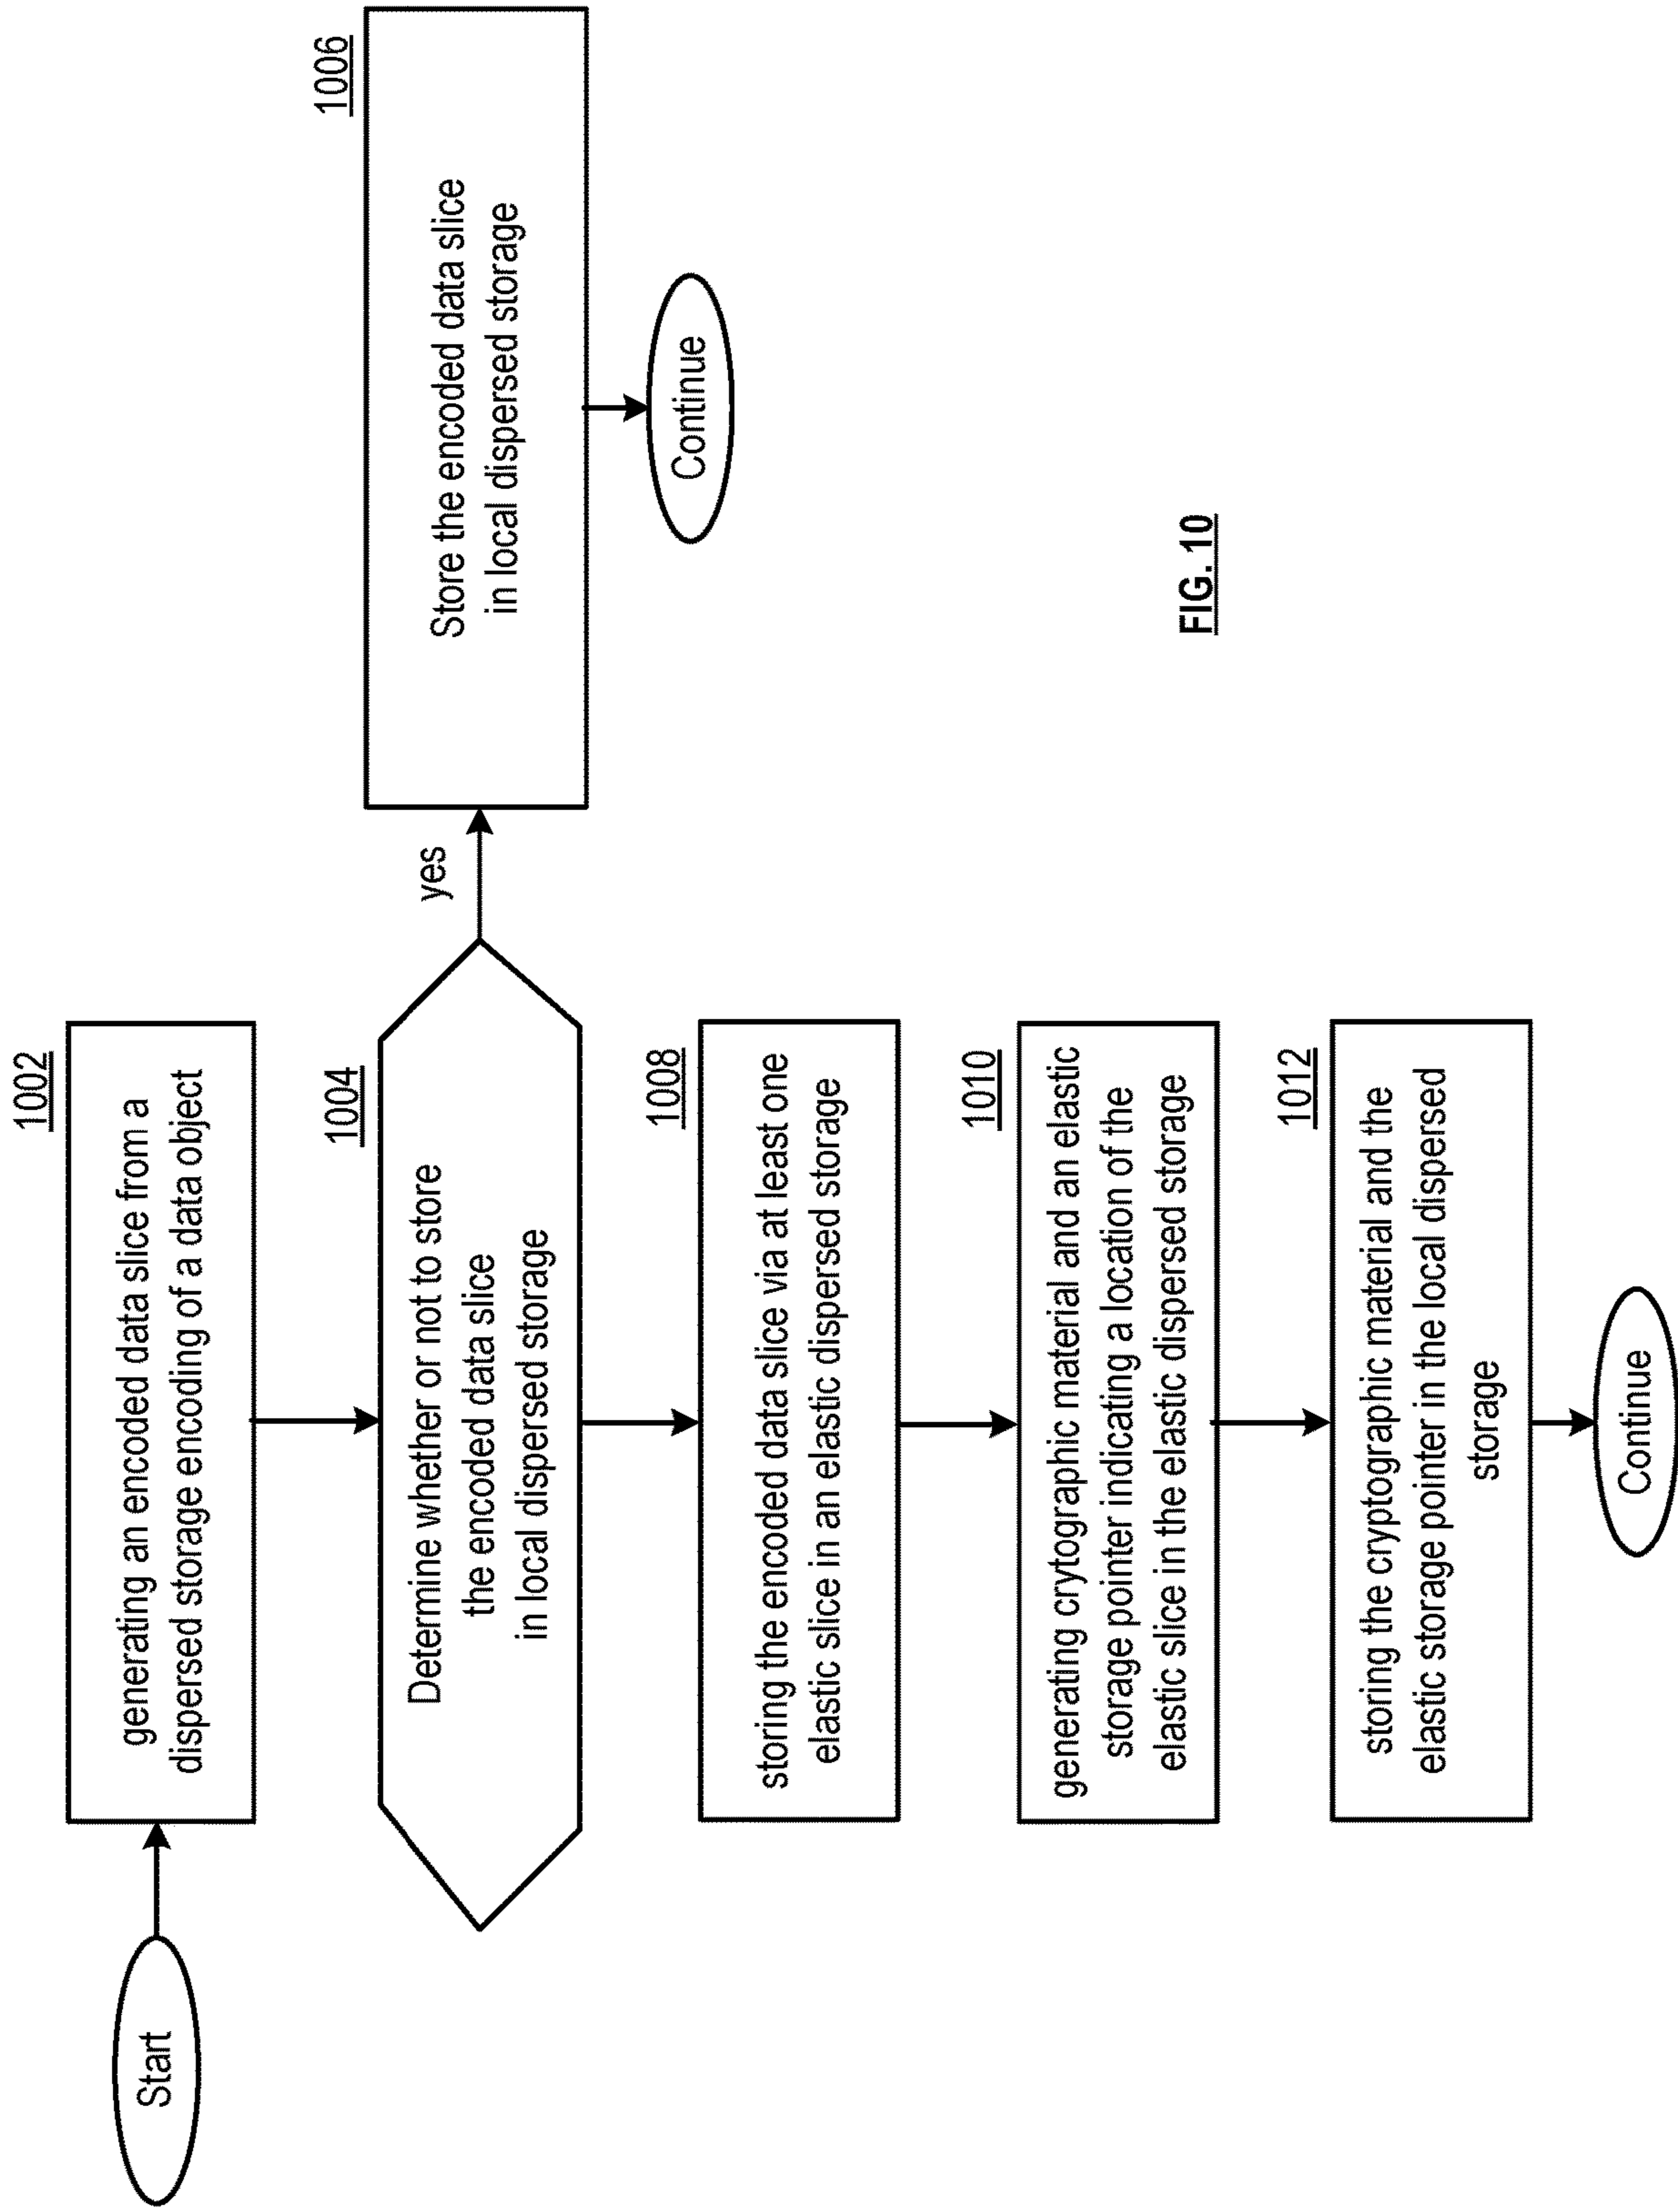 Start
1002
generating an encoded data slice from a
dispersed storage encoding of a data object
1004
Determine whether or not to store
the encoded data slice
in local dispersed storage
yes
1006
Store the encoded data slice
in local dispersed storage
Continue
1008
storing the encoded data slice via at least one
elastic slice in an elastic dispersed storage
1010
generating crytographic material and an elastic
storage pointer indicating a location of the
elastic slice in the elastic dispersed storage
1012
storing the cryptographic material and the
elastic storage pointer in the local dispersed
storage
Continue
FIG. 10